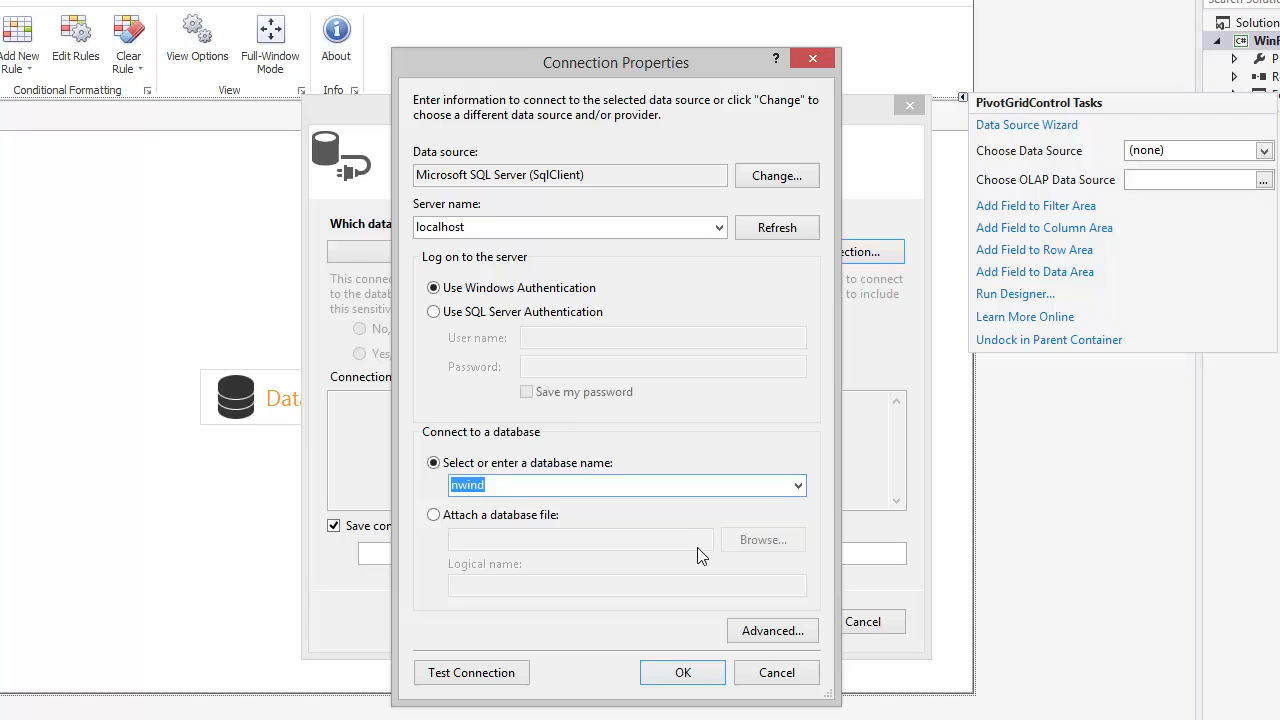 Search Solution
Solution
WinF
P
R
Add New
Rule
Edit Rules
Clear
Rule
View Options
Full-Window
Mode
About
Conditional Formatting
View
Info
Connection Properties
?
Enter information to connect to the selected data source or click "Change" to
choose a different data source and/or provider.
Data source:
Microsoft SQL Server (SqlClient)
Change...
Server name:
localhost
Refresh
Log on to the server
Use Windows Authentication
Use SQL Server Authentication
User name:
Password:
Save my password
Connect to a database
Select or enter a database name:
nwind
Attach a database file:
Browse...
Logical name:
Advanced...
Test Connection
OK
Cancel
Which data
ection...
This connec
to connect
to the datab
to include
this sensitiv
No,
Yes,
Connection
Save con
Cancel
Data
PivotGridControl Tasks
Data Source Wizard
Choose Data Source
(none)
Choose OLAP Data Source
...
Add Field to Filter Area
Add Field to Column Area
Add Field to Row Area
Add Field to Data Area
Run Designer...
Learn More Online
Undock in Parent Container